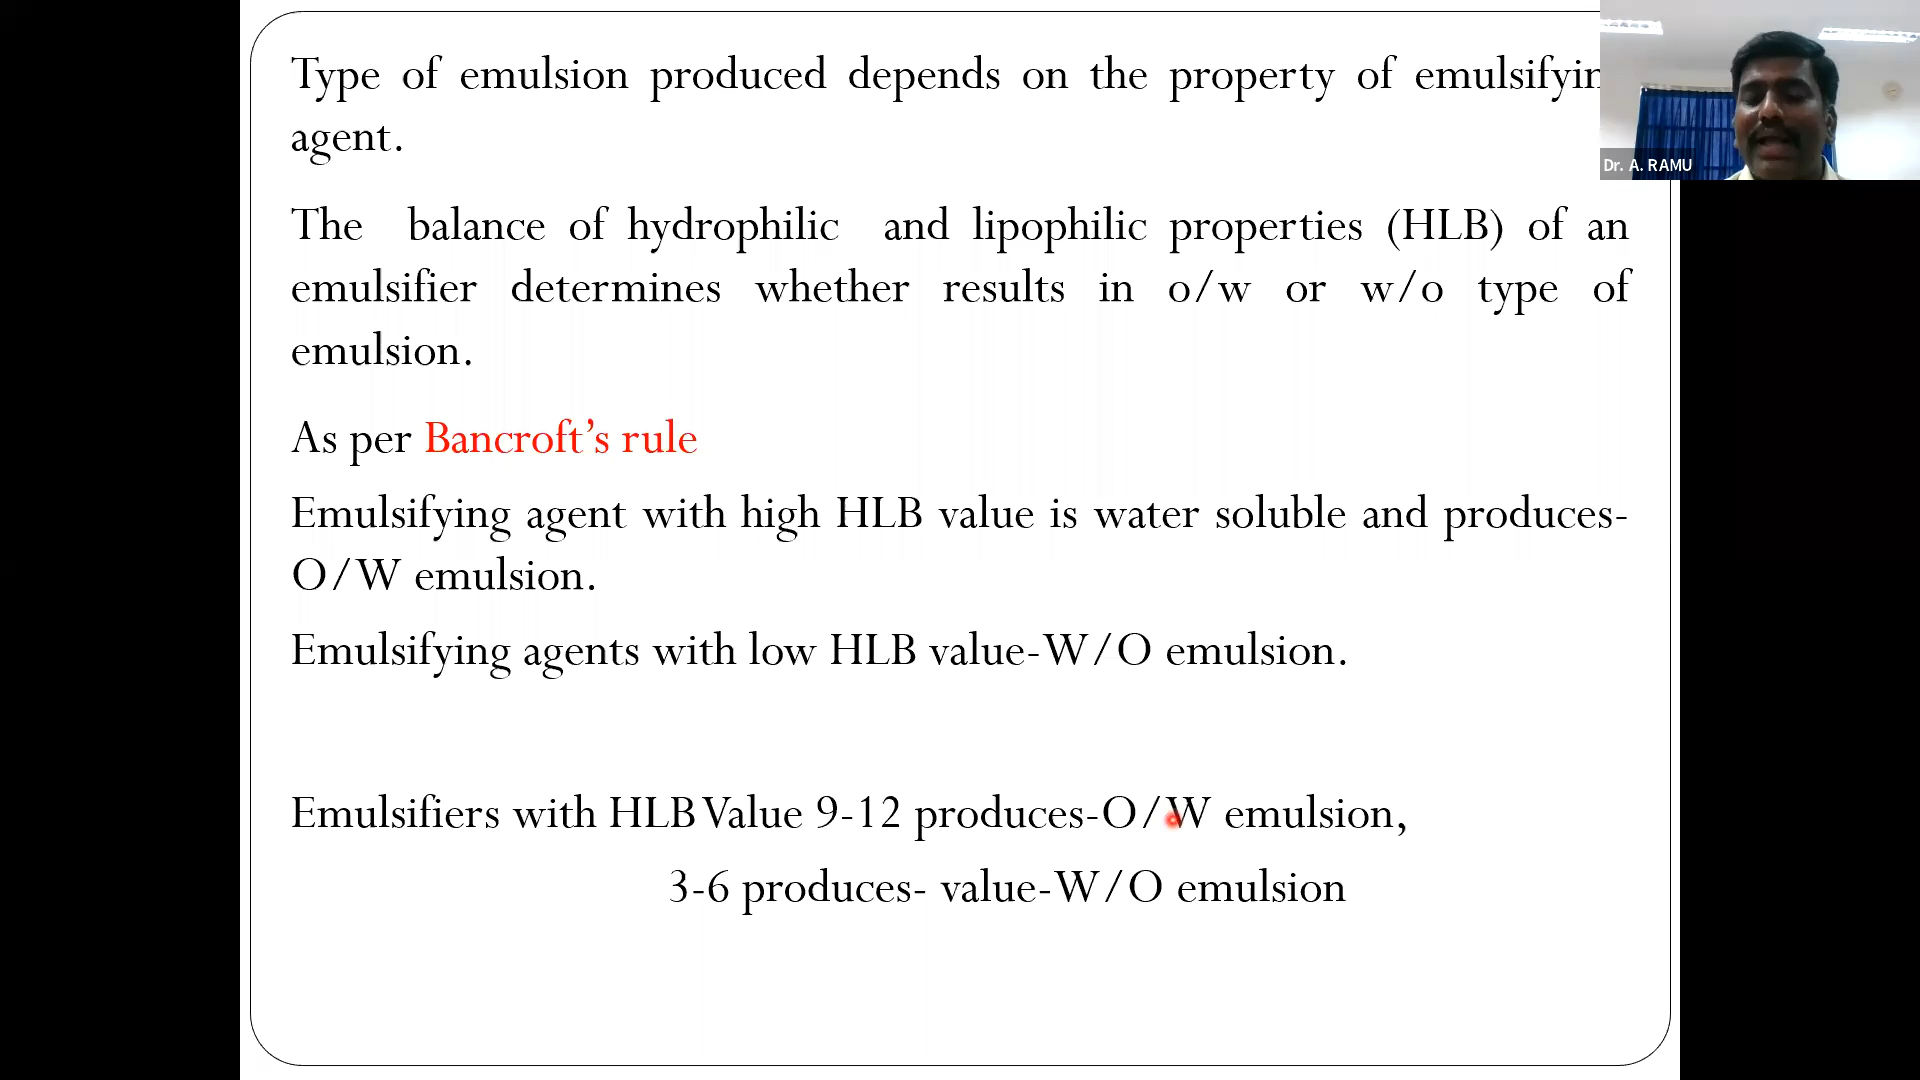 Type of emulsion produced depends on the property of emulsifyin
agent.
Dr. A. RAMU
The balance of hydrophilic and lipophilic properties (HLB) of an
emulsifier determines whether results in o/w or w/o type of
emulsion.
As per Bancroft’s rule
Emulsifying agent with high HLB value is water soluble and produces-
O/W emulsion.
Emulsifying agents with low HLB value-W/O emulsion.
Emulsifiers with HLB Value 9-12 produces-O/W emulsion,
3-6 produces- value-W/O emulsion